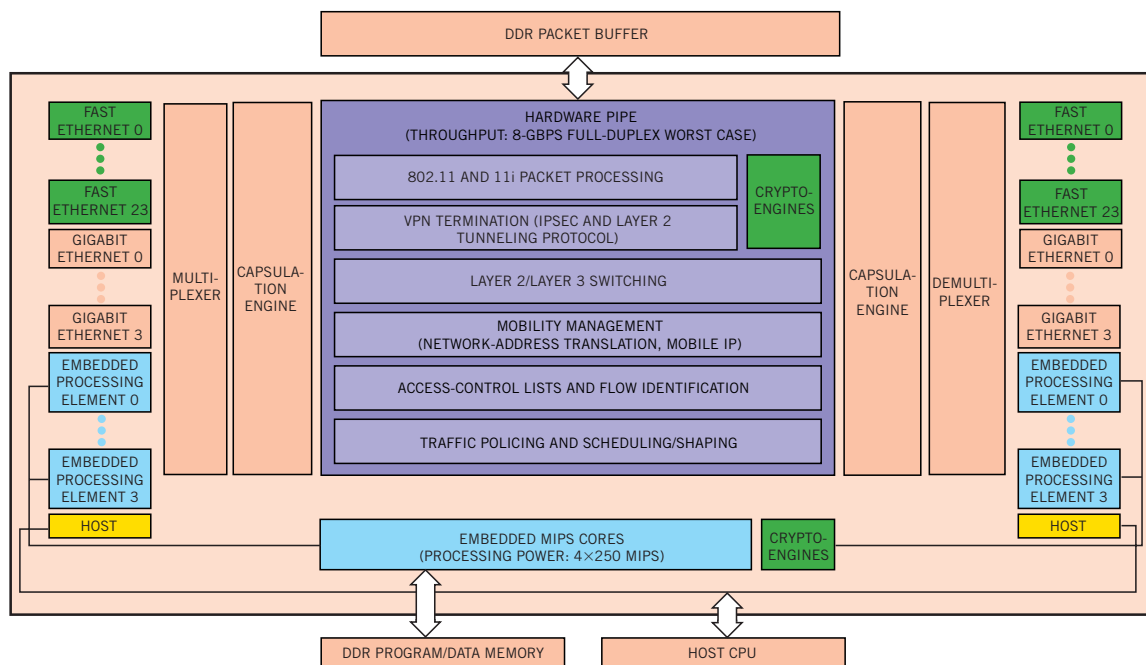 DDR PACKET BUFFER
FAST
ETHERNET 0
FAST
ETHERNET 23
GIGABIT
ETHERNET 0
GIGABIT
ETHERNET 3
EMBEDDED
PROCESSING
ELEMENT 0
EMBEDDED
PROCESSING
ELEMENT 3
HOST
MULTI-
PLEXER
CAPSULA-
TION
ENGINE
HARDWARE PIPE
(THROUGHPUT: 8-GBPS FULL-DUPLEX WORST CASE)
802.11 AND 11i PACKET PROCESSING
VPN TERMINATION (IPSEC AND LAYER 2
TUNNELING PROTOCOL)
CRYPTO-
ENGINES
LAYER 2/LAYER 3 SWITCHING
MOBILITY MANAGEMENT
(NETWORK-ADDRESS TRANSLATION, MOBILE IP)
ACCESS-CONTROL LISTS AND FLOW IDENTIFICATION
TRAFFIC POLICING AND SCHEDULING/SHAPING
CAPSULA-
TION
ENGINE
DEMULTI-
PLEXER
FAST
ETHERNET 0
FAST
ETHERNET 23
GIGABIT
ETHERNET 0
GIGABIT
ETHERNET 3
EMBEDDED
PROCESSING
ELEMENT 0
EMBEDDED
PROCESSING
ELEMENT 3
HOST
EMBEDDED MIPS CORES
(PROCESSING POWER: 4×250 MIPS)
CRYPTO-
ENGINES
DDR PROGRAM/DATA MEMORY
HOST CPU